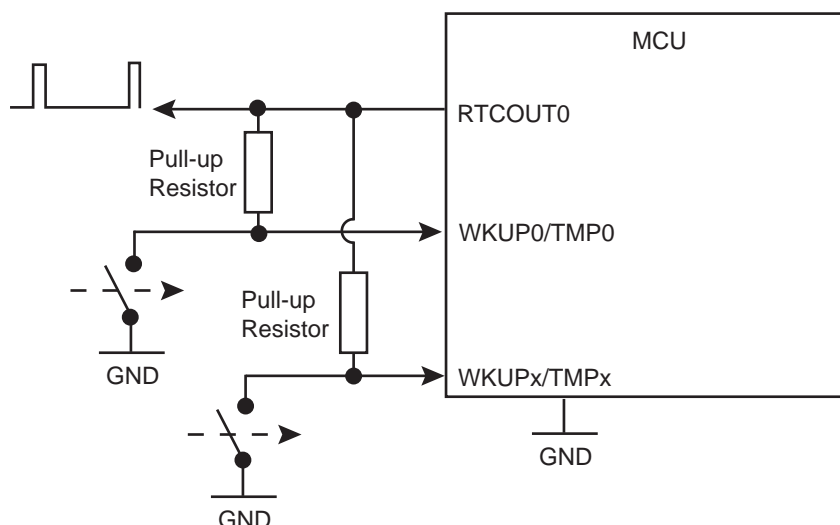 MCU
RTCOUT0
Pull-up
Resistor
WKUP0/TMP0
Pull-up
Resistor
GND
WKUPx/TMPx
GND
GND